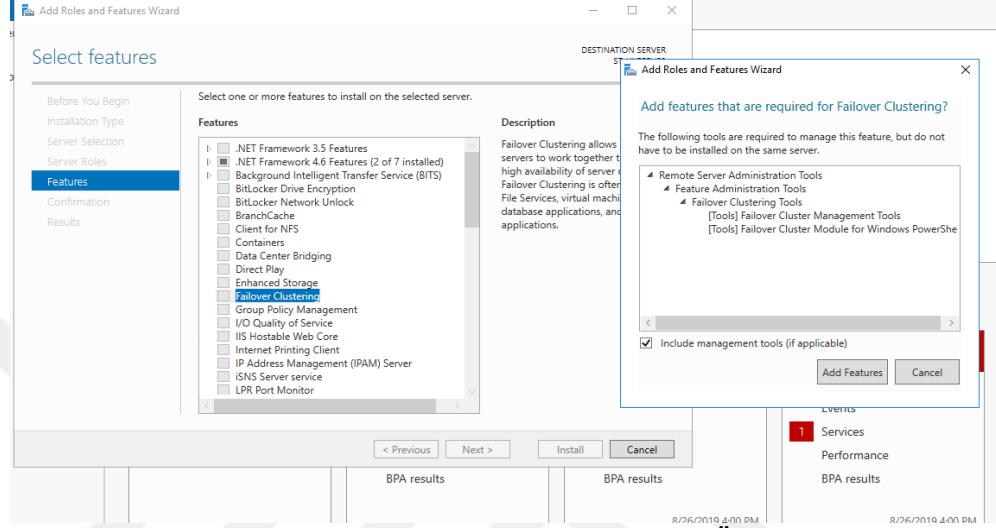 Add Roles and Features Wizard
Select features
DESTINATION SERVER
Before You Begin
Installation Type
Server Selection
Server Roles
Features
Confirmation
Results
Select one or more features to install on the selected server.
Features
.NET Framework 3.5 Features
.NET Framework 4.6 Features (2 of 7 installed)
Background Intelligent Transfer Service (BITS)
BitLocker Drive Encryption
BitLocker Network Unlock
BranchCache
Client for NFS
Containers
Data Center Bridging
Direct Play
Enhanced Storage
Failover Clustering
Group Policy Management
I/O Quality of Service
IIS Hostable Web Core
Internet Printing Client
IP Address Management (IPAM) Server
iSNS Server service
LPR Port Monitor
Description
Failover Clustering allows
servers to work together t
high availability of server
Failover Clustering is ofter
File Services, virtual machi
database applications, and
applications.
< Previous
Next >
Install
Cancel
Add Roles and Features Wizard
Add features that are required for Failover Clustering?
The following tools are required to manage this feature, but do not
have to be installed on the same server.
Remote Server Administration Tools
Feature Administration Tools
Failover Clustering Tools
[Tools] Failover Cluster Management Tools
[Tools] Failover Cluster Module for Windows PowerShe
Include management tools (if applicable)
Add Features
Cancel
Events
1 Services
Performance
BPA results
BPA results
BPA results
8/26/2019 4:00 PM
8/26/2019 4:00 PM